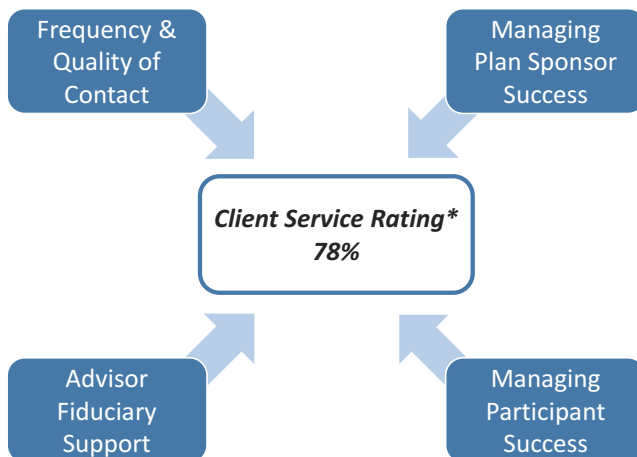 Frequency &
Quality of
Contact
Managing
Plan Sponsor
Success
Client Service Rating*
78%
Advisor
Fiduciary
Support
Managing
Participant
Success